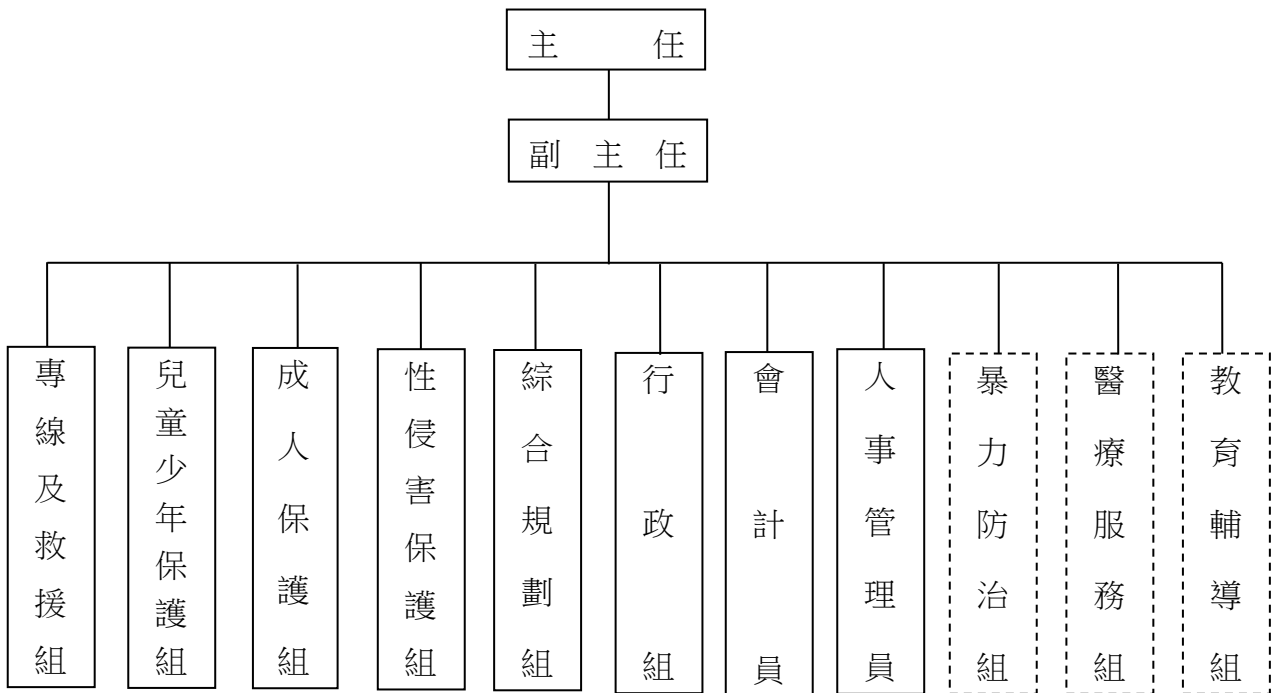 主任
副主任
專線及救援組
兒童少年保護組
成人保護組
性侵害保護組
綜合規劃組
行政組
會計員
人事管理員
暴力防治組
醫療服務組
教育輔導組